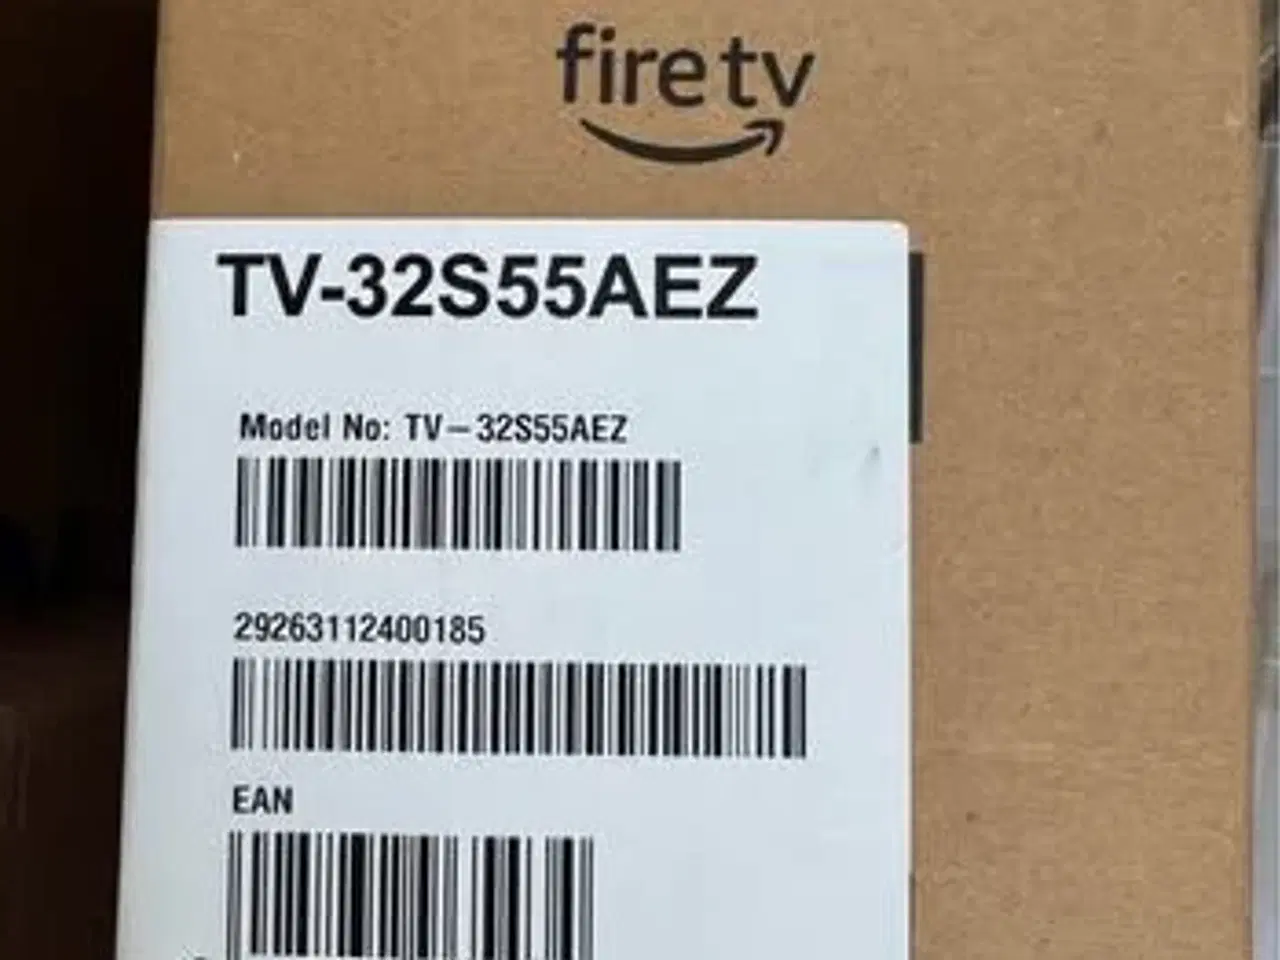 fire tv
TV-32S55AEZ
Model No: TV–32S55AEZ
29263112400185
EAN